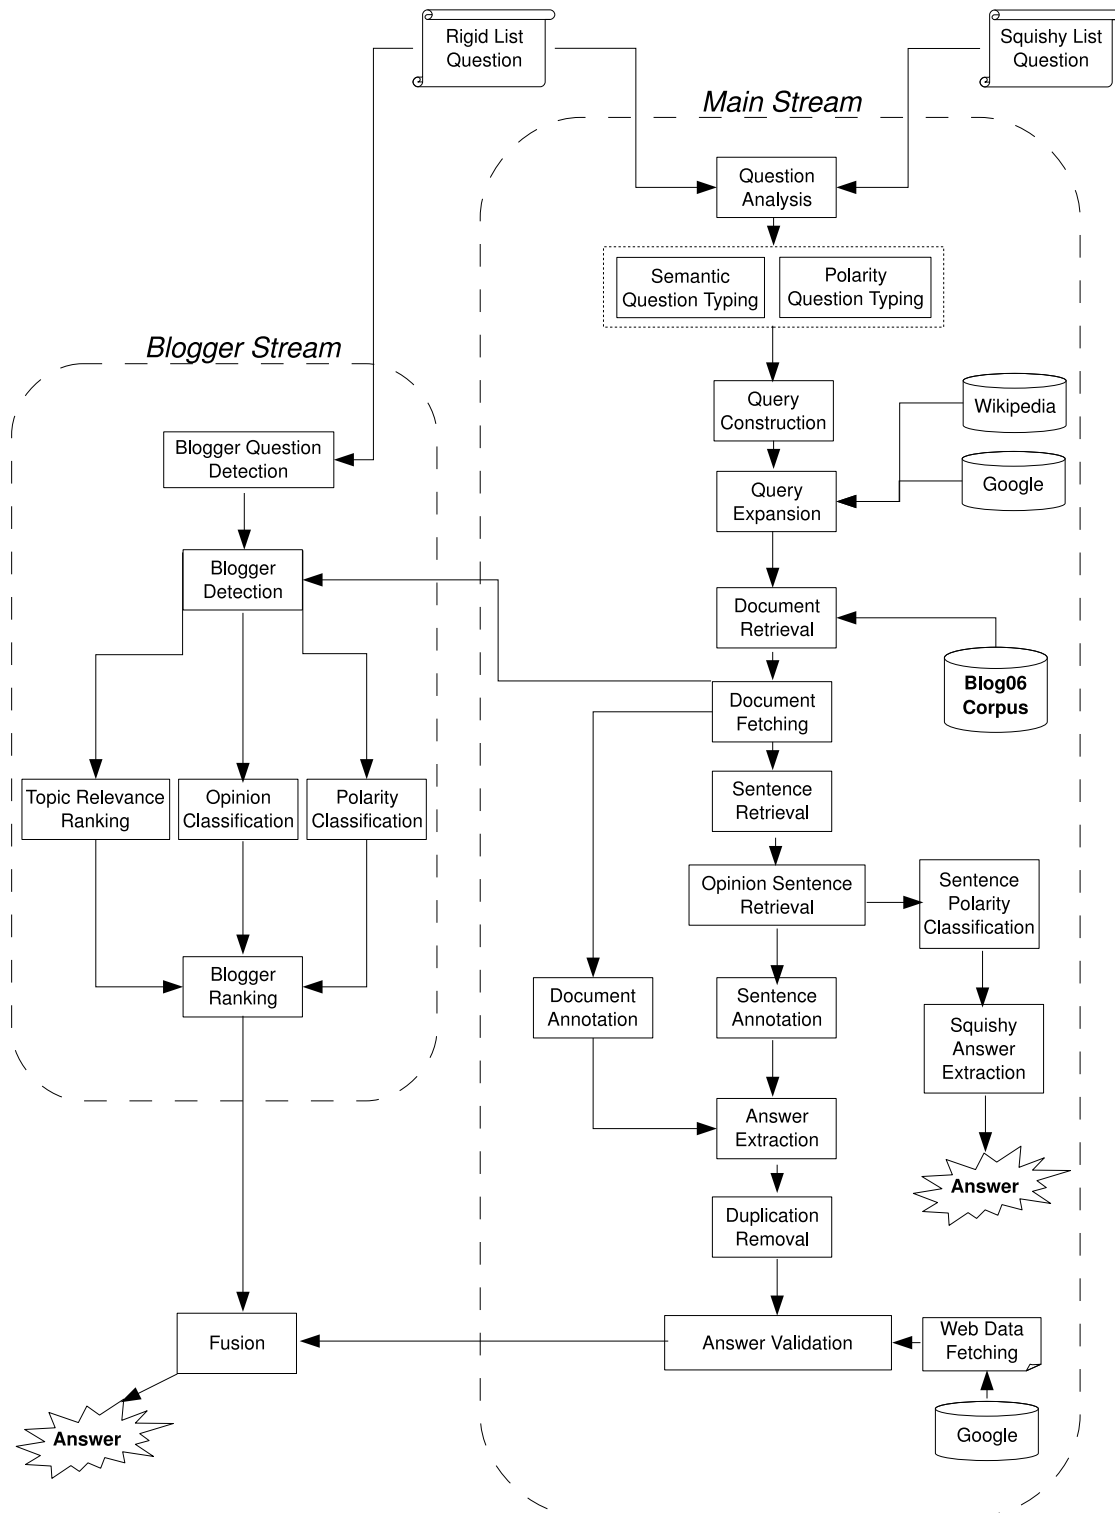 Rigid List
Question
Squishy List
Question
Main Stream
Question
Analysis
Semantic
Question Typing
Polarity
Question Typing
Blogger Stream
Query
Construction
Wikipedia
Blogger Question
Detection
Query
Expansion
Google
Blogger
Detection
Document
Retrieval
Blog06
Corpus
Document
Fetching
Topic Relevance
Ranking
Opinion
Classification
Polarity
Classification
Sentence
Retrieval
Opinion Sentence
Retrieval
Sentence
Polarity
Classification
Blogger
Ranking
Document
Annotation
Sentence
Annotation
Squishy
Answer
Extraction
Answer
Extraction
Answer
Duplication
Removal
Fusion
Answer Validation
Web Data
Fetching
Answer
Google